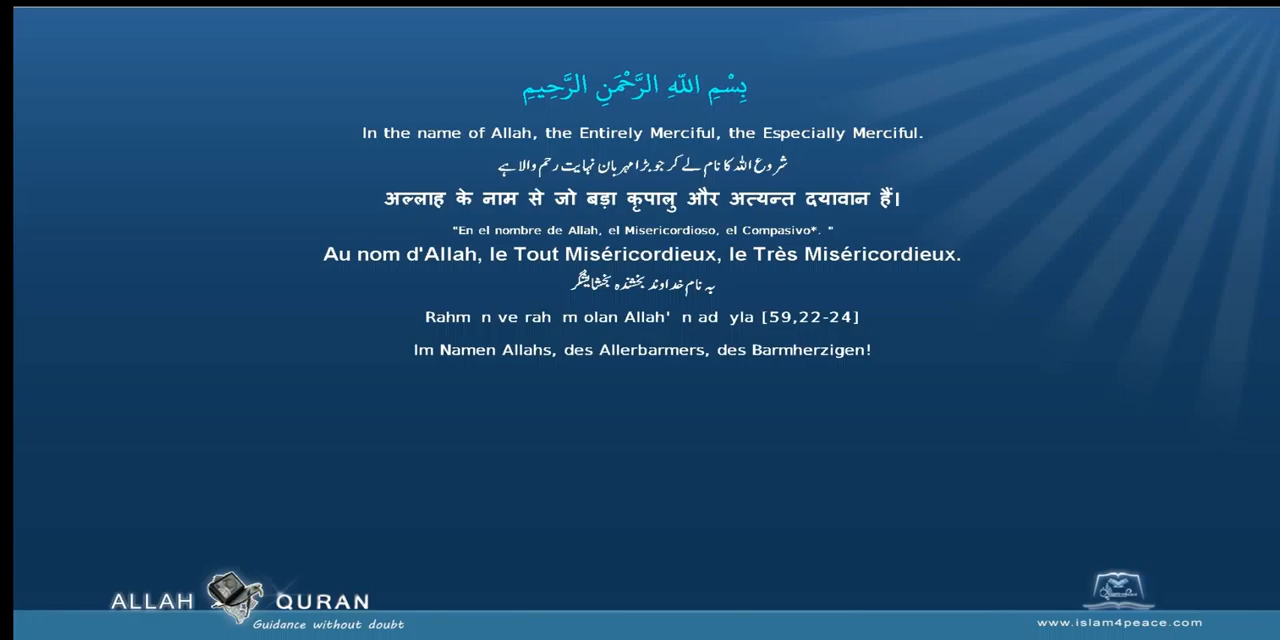 بِسْمِ اللَّهِ الرَّحْمَنِ الرَّحِيمِ
In the name of Allah, the Entirely Merciful, the Especially Merciful.
شروع الله کا نام لے کر جو بڑا مہربان نہایت رحم والا ہے
अल्लाह के नाम से जो बड़ा कृपालु और अत्यन्त दयावान हैं।
"En el nombre de Allah, el Misericordioso, el Compasivo*. "
Au nom d'Allah, le Tout Miséricordieux, le Très Miséricordieux.
به نام خداوند بخشنده بخشایشگر
Rahm n ve rah m olan Allah' n ad yla [59,22-24]
Im Namen Allahs, des Allerbarmers, des Barmherzigen!
ALLAH QURAN
Guidance without doubt
www.islam4peace.com